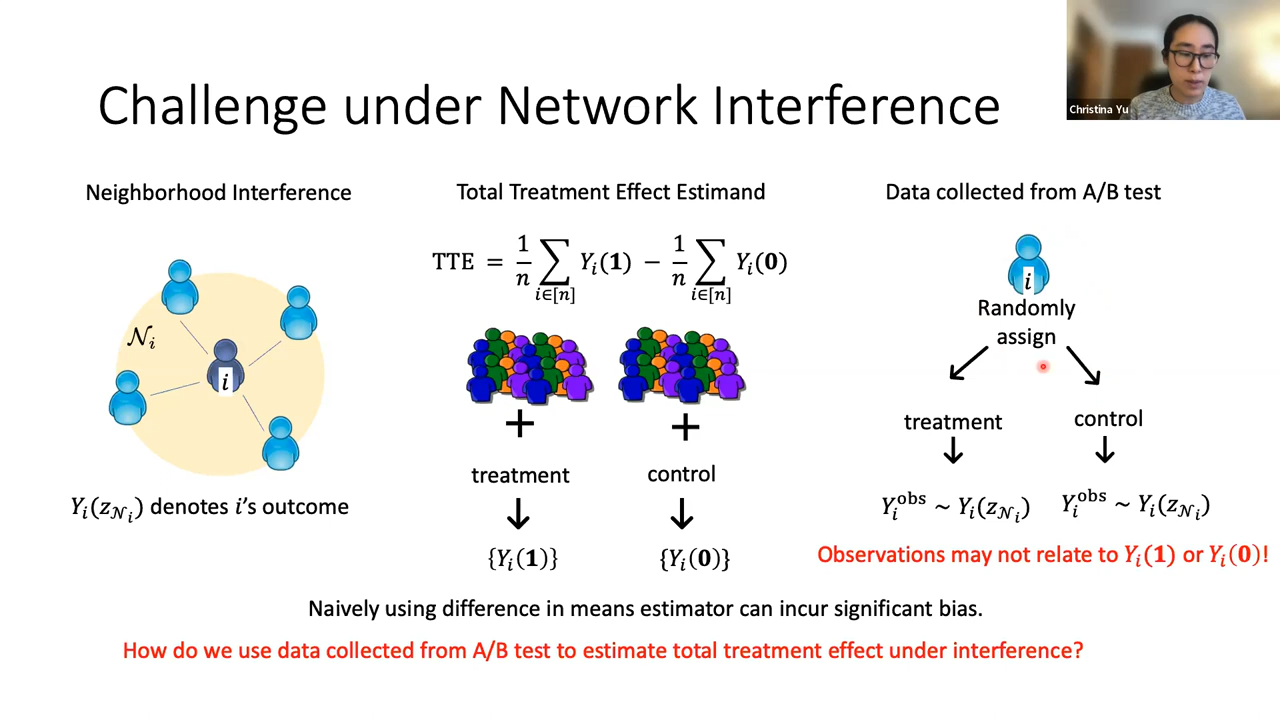 Christina Yu
Challenge under Network Interference
Neighborhood Interference
𝒩ᵢ
i
Yᵢ(z_𝒩ᵢ) denotes i's outcome
Total Treatment Effect Estimand
TTE = 1/n ∑_{i∈[n]} Yᵢ(𝟏) − 1/n ∑_{i∈[n]} Yᵢ(𝟎)
+ +
treatment control
{Yᵢ(𝟏)} {Yᵢ(𝟎)}
Data collected from A/B test
i
Randomly
assign
treatment control
Yᵢ^obs ~ Yᵢ(z_𝒩ᵢ) Yᵢ^obs ~ Yᵢ(z_𝒩ᵢ)
Observations may not relate to Yᵢ(𝟏) or Yᵢ(𝟎)!
Naively using difference in means estimator can incur significant bias.
How do we use data collected from A/B test to estimate total treatment effect under interference?